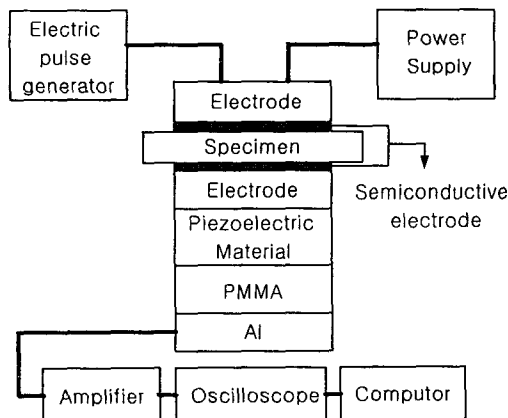 Electric
pulse
generator
Power
Supply
Electrode
Specimen
Electrode
Semiconductive
electrode
Piezoelectric
Material
PMMA
Al
Amplifier
Oscilloscope
Computor